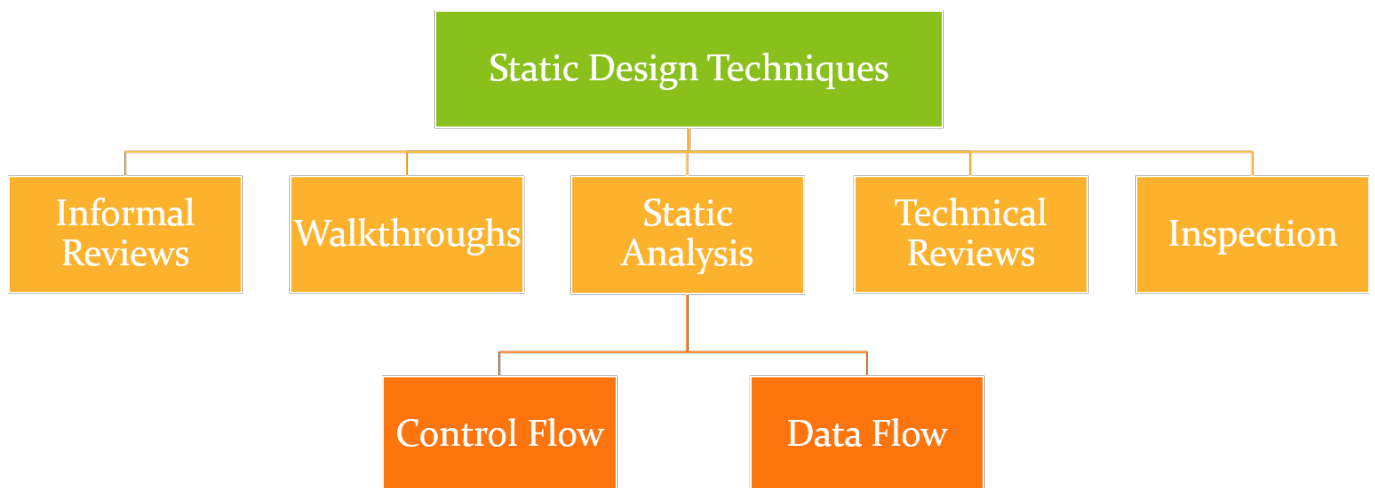 Static Design Techniques
Informal
Reviews
Walkthroughs
Static
Analysis
Technical
Reviews
Inspection
Control Flow
Data Flow